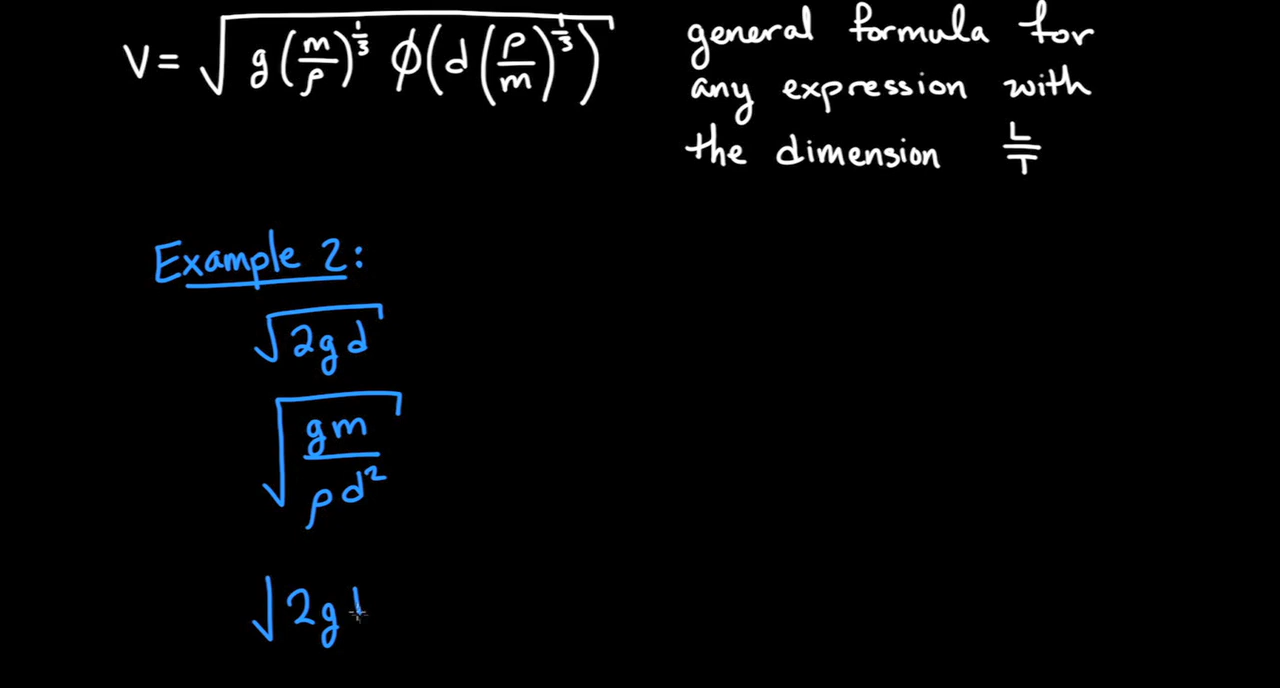 V = √( g (m/ρ)^(1/3) ϕ( d (ρ/m)^(1/3) ) )
general formula for
any expression with
the dimension L/T
Example 2:
√(2gd)
√(gm/(ρd²))
√2g